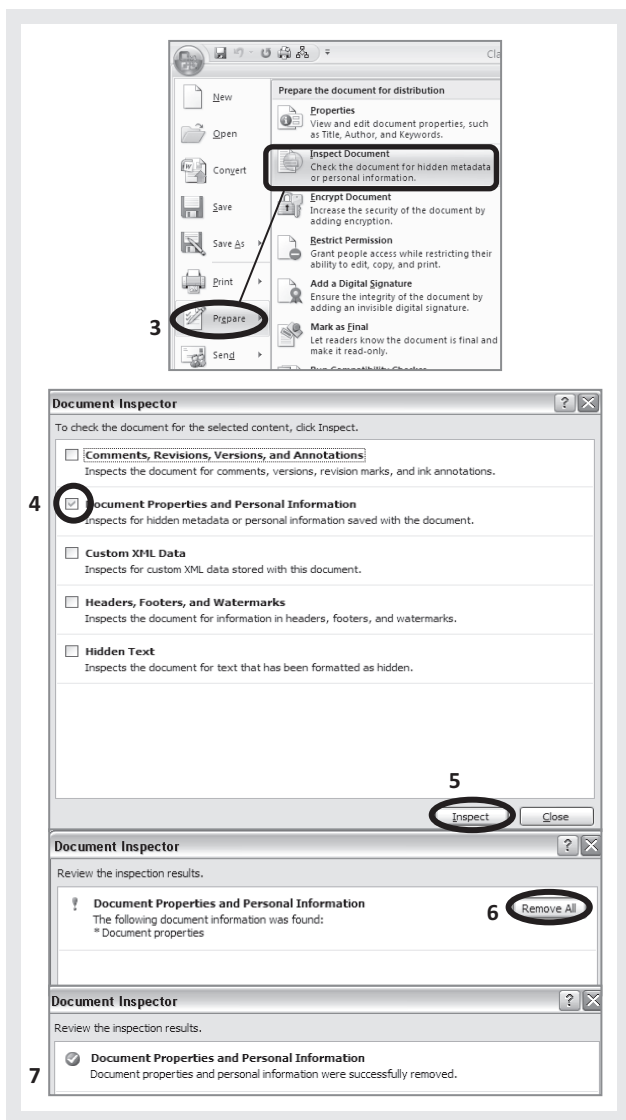 Cla
New
Open
Convert
Save
Save As
Print
3
Prepare
Send
Prepare the document for distribution
Properties
View and edit document properties, such
as Title, Author, and Keywords.
Inspect Document
Check the document for hidden metadata
or personal information.
Encrypt Document
Increase the security of the document by
adding encryption.
Restrict Permission
Grant people access while restricting their
ability to edit, copy, and print.
Add a Digital Signature
Ensure the integrity of the document by
adding an invisible digital signature.
Mark as Final
Let readers know the document is final and
make it read-only.
Run Compatibility Checker
Document Inspector
To check the document for the selected content, click Inspect.
Comments, Revisions, Versions, and Annotations
Inspects the document for comments, versions, revision marks, and ink annotations.
4
Document Properties and Personal Information
Inspects for hidden metadata or personal information saved with the document.
Custom XML Data
Inspects for custom XML data stored with this document.
Headers, Footers, and Watermarks
Inspects the document for information in headers, footers, and watermarks.
Hidden Text
Inspects the document for text that has been formatted as hidden.
5
Inspect Close
Document Inspector
Review the inspection results.
Document Properties and Personal Information
The following document information was found:
* Document properties
6 Remove All
Document Inspector
Review the inspection results.
Document Properties and Personal Information
7 Document properties and personal information were successfully removed.